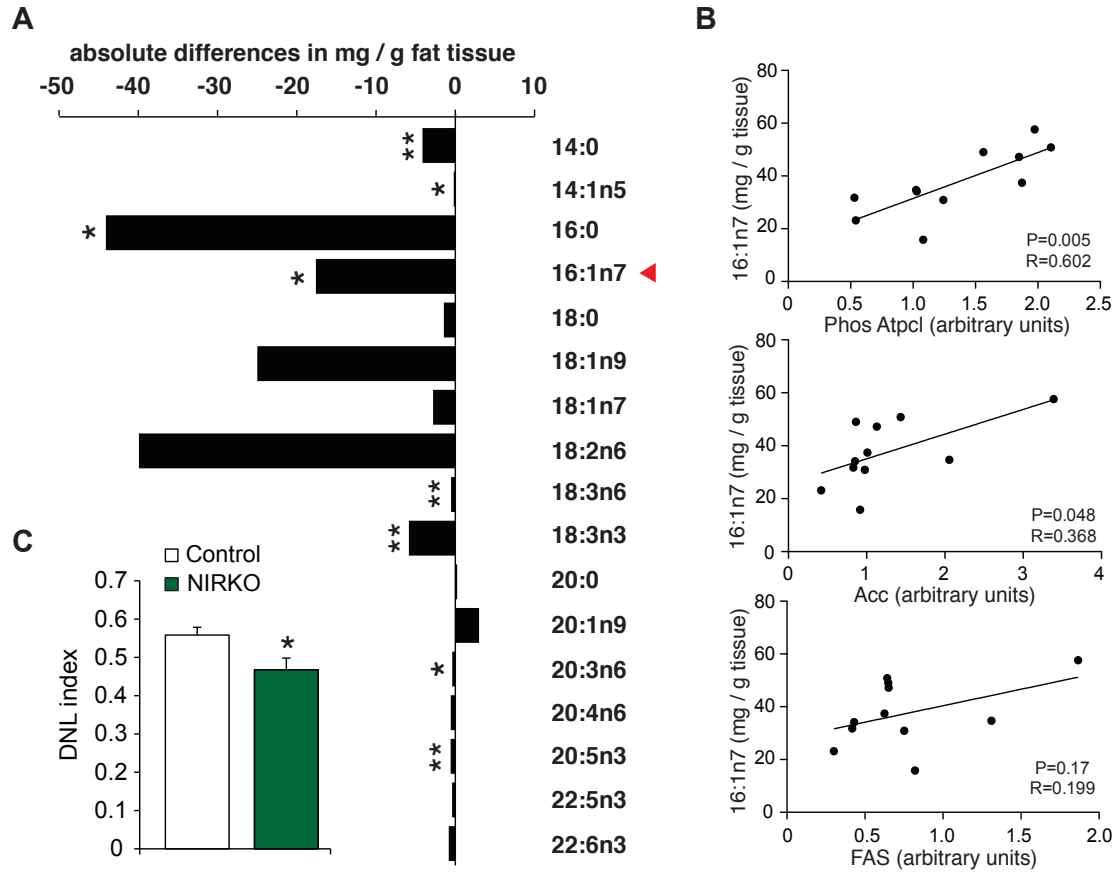 A
absolute differences in mg / g fat tissue
-50 -40 -30 -20 -10 0 10
** 14:0
* 14:1n5
* 16:0
* 16:1n7
18:0
18:1n9
18:1n7
18:2n6
** 18:3n6
** 18:3n3
20:0
20:1n9
* 20:3n6
20:4n6
** 20:5n3
22:5n3
22:6n3
B
16:1n7 (mg / g tissue)
80
60
40
20
0
P=0.005
R=0.602
0 0.5 1.0 1.5 2.0 2.5
Phos Atpcl (arbitrary units)
16:1n7 (mg / g tissue)
80
60
40
20
0
P=0.048
R=0.368
0 1 2 3 4
Acc (arbitrary units)
16:1n7 (mg / g tissue)
80
60
40
20
0
P=0.17
R=0.199
0 0.5 1.0 1.5 2.0
FAS (arbitrary units)
C
Control
NIRKO
DNL index
0.7
0.6
0.5
0.4
0.3
0.2
0.1
0
*